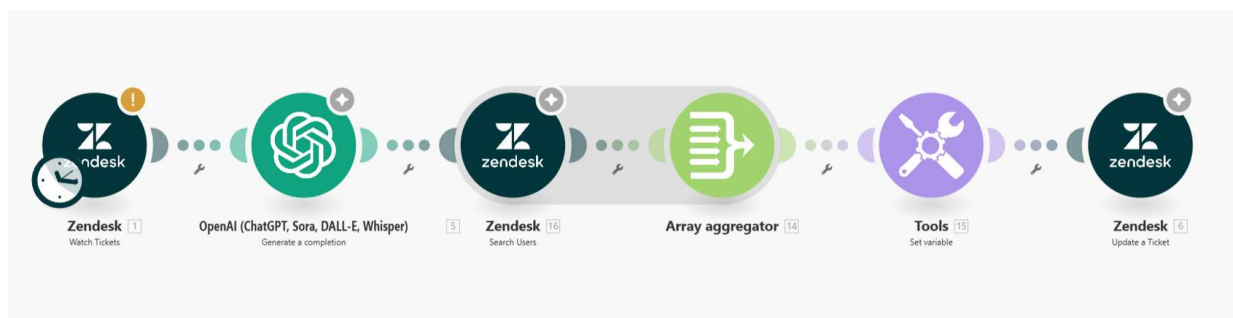 !
ndesk
zendesk
zendesk
Zendesk 1
Watch Tickets
OpenAI (ChatGPT, Sora, DALL-E, Whisper) 5
Generate a completion
Zendesk 16
Search Users
Array aggregator 14
Tools 15
Set variable
Zendesk 6
Update a Ticket